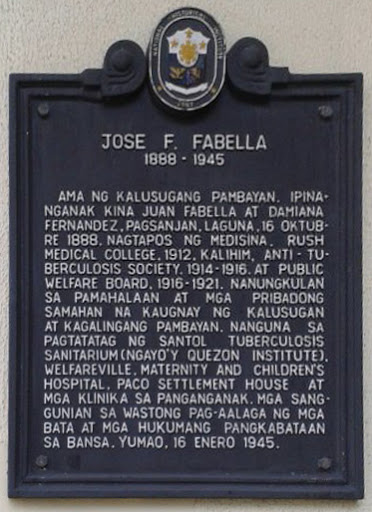 JOSE F. FABELLA
1888 - 1945
AMA NG KALUSUGANG PAMBAYAN. IPINA-
NGANAK KINA JUAN FABELLA AT DAMIANA
FERNANDEZ, PAGSANJAN, LAGUNA, 16 OKTUB-
RE 1888. NAGTAPOS NG MEDISINA, RUSH
MEDICAL COLLEGE, 1912, KALIHIM, ANTI - TU-
BERCULOSIS SOCIETY, 1914-1916, AT PUBLIC
WELFARE BOARD, 1916-1921. NANUNGKULAN
SA PAMAHALAAN AT MGA PRIBADONG
SAMAHAN NA KAUGNAY NG KALUSUGAN
AT KAGALINGANG PAMBAYAN. NANGUNA SA
PAGTATATAG NG SANTOL TUBERCULOSIS
SANITARIUM (NGAYO'Y QUEZON INSTITUTE),
WELFAREVILLE, MATERNITY AND CHILDREN'S
HOSPITAL, PACO SETTLEMENT HOUSE AT
MGA KLINIKA SA PANGANGANAK, MGA SANG-
GUNIAN SA WASTONG PAG-AALAGA NG MGA
BATA AT MGA HUKUMANG PANGKABATAAN
SA BANSA. YUMAO, 16 ENERO 1945.